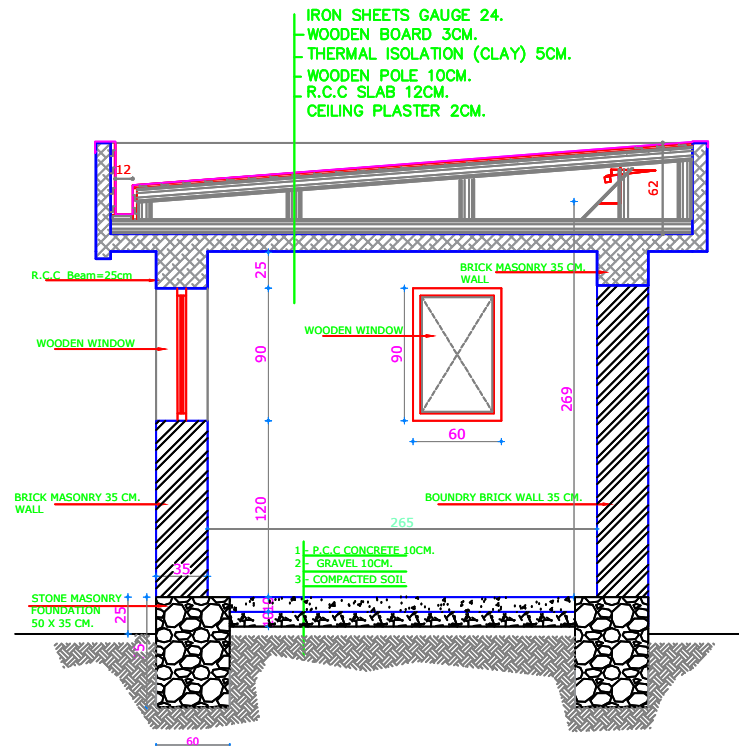 IRON SHEETS GAUGE 24.
WOODEN BOARD 3CM.
THERMAL ISOLATION (CLAY) 5CM.
WOODEN POLE 10CM.
R.C.C SLAB 12CM.
CEILING PLASTER 2CM.
12
62
R.C.C Beam=25cm
25
BRICK MASONRY 35 CM.
WALL
WOODEN WINDOW
90
WOODEN WINDOW
90
60
269
BRICK MASONRY 35 CM.
WALL
120
BOUNDRY BRICK WALL 35 CM.
265
35
1 - P.C.C CONCRETE 10CM.
2 - GRAVEL 10CM.
3 - COMPACTED SOIL
STONE MASONRY
FOUNDATION
50 X 35 CM.
25
10
10
60